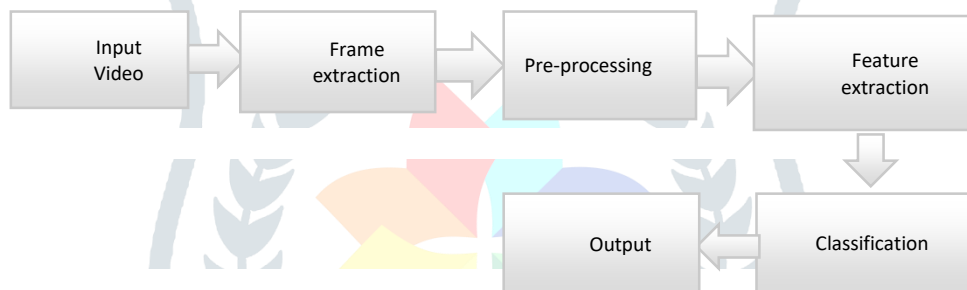 Input
Video
Frame
extraction
Pre-processing
Feature
extraction
Classification
Output